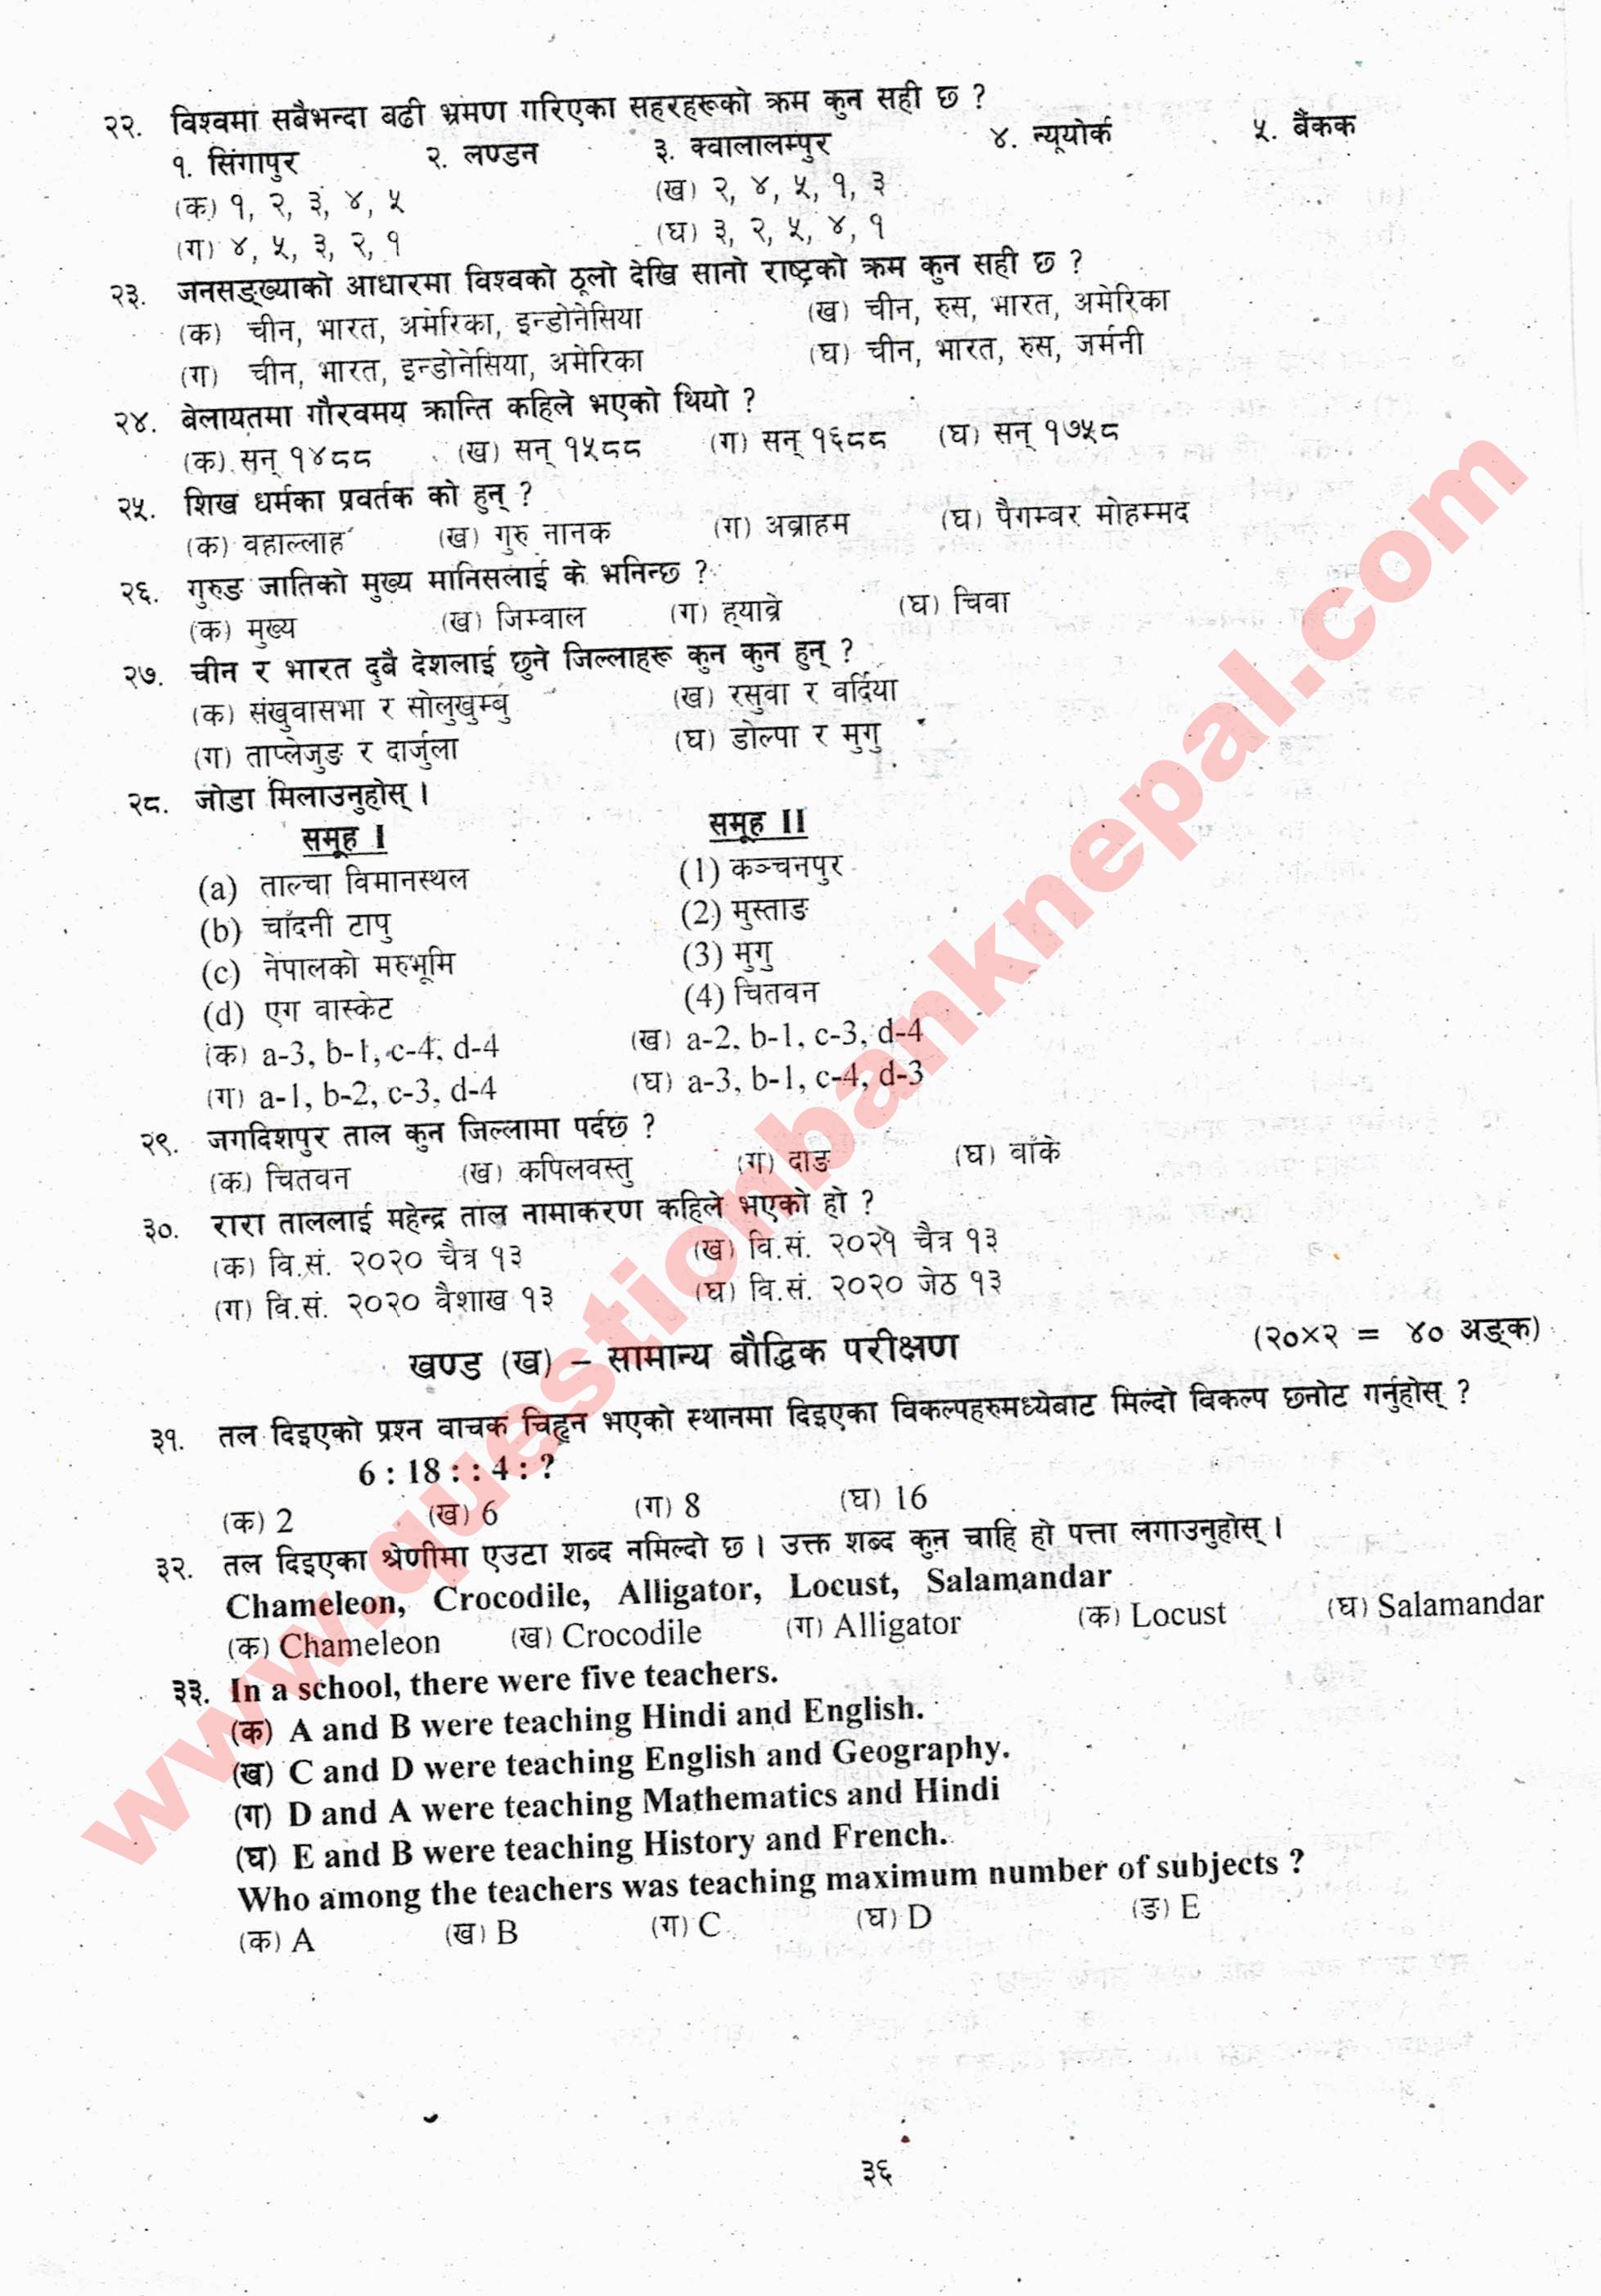 २२. विश्वमा सबैभन्दा बढी भ्रमण गरिएका सहरहरूको क्रम कुन सही छ ?
१. सिंगापुर २. लण्डन ३. क्वालालम्पुर ४. न्यूयोर्क ५. बैंकक
(क) १, २, ३, ४, ५ (ख) २, ४, ५, १, ३
(ग) ४, ५, ३, २, १ (घ) ३, २, ५, ४, १
२३. जनसङ्ख्याको आधारमा विश्वको ठूलो देखि सानो राष्ट्रको क्रम कुन सही छ ?
(क) चीन, भारत, अमेरिका, इन्डोनेसिया (ख) चीन, रुस, भारत, अमेरिका
(ग) चीन, भारत, इन्डोनेसिया, अमेरिका (घ) चीन, भारत, रुस, जर्मनी
२४. बेलायतमा गौरवमय क्रान्ति कहिले भएको थियो ?
(क) सन् १४८८ (ख) सन् १५८८ (ग) सन् १६८८ (घ) सन् १७५८
२५. शिख धर्मका प्रवर्तक को हुन् ?
(क) वहाल्लाह (ख) गुरु नानक (ग) अब्राहम (घ) पैगम्वर मोहम्मद
२६. गुरुङ जातिको मुख्य मानिसलाई के भनिन्छ ?
(क) मुख्य (ख) जिम्वाल (ग) ह्याव्रे (घ) चिवा
२७. चीन र भारत दुबै देशलाई छुने जिल्लाहरू कुन कुन हुन् ?
(क) संखुवासभा र सोलुखुम्बु (ख) रसुवा र वर्दिया
(ग) ताप्लेजुङ र दार्जुला (घ) डोल्पा र मुगु
२८. जोडा मिलाउनुहोस् ।
समूह I समूह II
(a) ताल्चा विमानस्थल (1) कञ्चनपुर
(b) चाँदनी टापु (2) मुस्ताङ
(c) नेपालको मरुभूमि (3) मुगु
(d) एग वास्केट (4) चितवन
(क) a-3, b-1, c-4, d-4 (ख) a-2, b-1, c-3, d-4
(ग) a-1, b-2, c-3, d-4 (घ) a-3, b-1, c-4, d-3
२९. जगदिशपुर ताल कुन जिल्लामा पर्दछ ?
(क) चितवन (ख) कपिलवस्तु (ग) दाङ (घ) वाँके
३०. रारा ताललाई महेन्द्र ताल नामाकरण कहिले भएको हो ?
(क) वि.सं. २०२० चैत्र १३ (ख) वि.सं. २०२१ चैत्र १३
(ग) वि.सं. २०२० वैशाख १३ (घ) वि.सं. २०२० जेठ १३
खण्ड (ख) – सामान्य बौद्धिक परीक्षण (२०×२ = ४० अङ्क)
३१. तल दिइएको प्रश्न वाचक चिह्न भएको स्थानमा दिइएका विकल्पहरुमध्येबाट मिल्दो विकल्प छनोट गर्नुहोस् ?
6 : 18 : : 4 : ?
(क) 2 (ख) 6 (ग) 8 (घ) 16
३२. तल दिइएका श्रेणीमा एउटा शब्द नमिल्दो छ । उक्त शब्द कुन चाहि हो पत्ता लगाउनुहोस् ।
Chameleon, Crocodile, Alligator, Locust, Salamandar
(क) Chameleon (ख) Crocodile (ग) Alligator (क) Locust (घ) Salamandar
३३. In a school, there were five teachers.
(क) A and B were teaching Hindi and English.
(ख) C and D were teaching English and Geography.
(ग) D and A were teaching Mathematics and Hindi
(घ) E and B were teaching History and French.
Who among the teachers was teaching maximum number of subjects ?
(क) A (ख) B (ग) C (घ) D (ङ) E
३६
www.questionbanknepal.com